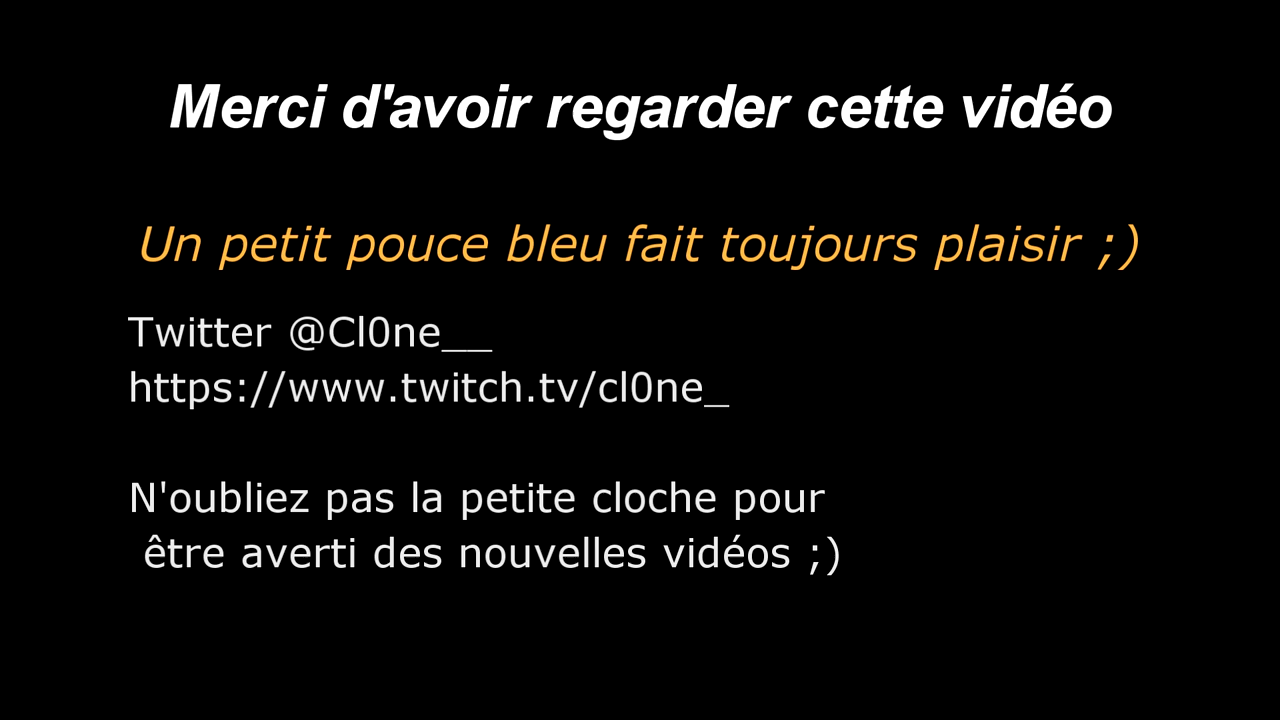 Merci d'avoir regarder cette vidéo
Un petit pouce bleu fait toujours plaisir ;)
Twitter @Cl0ne__
https://www.twitch.tv/cl0ne_
N'oubliez pas la petite cloche pour
être averti des nouvelles vidéos ;)